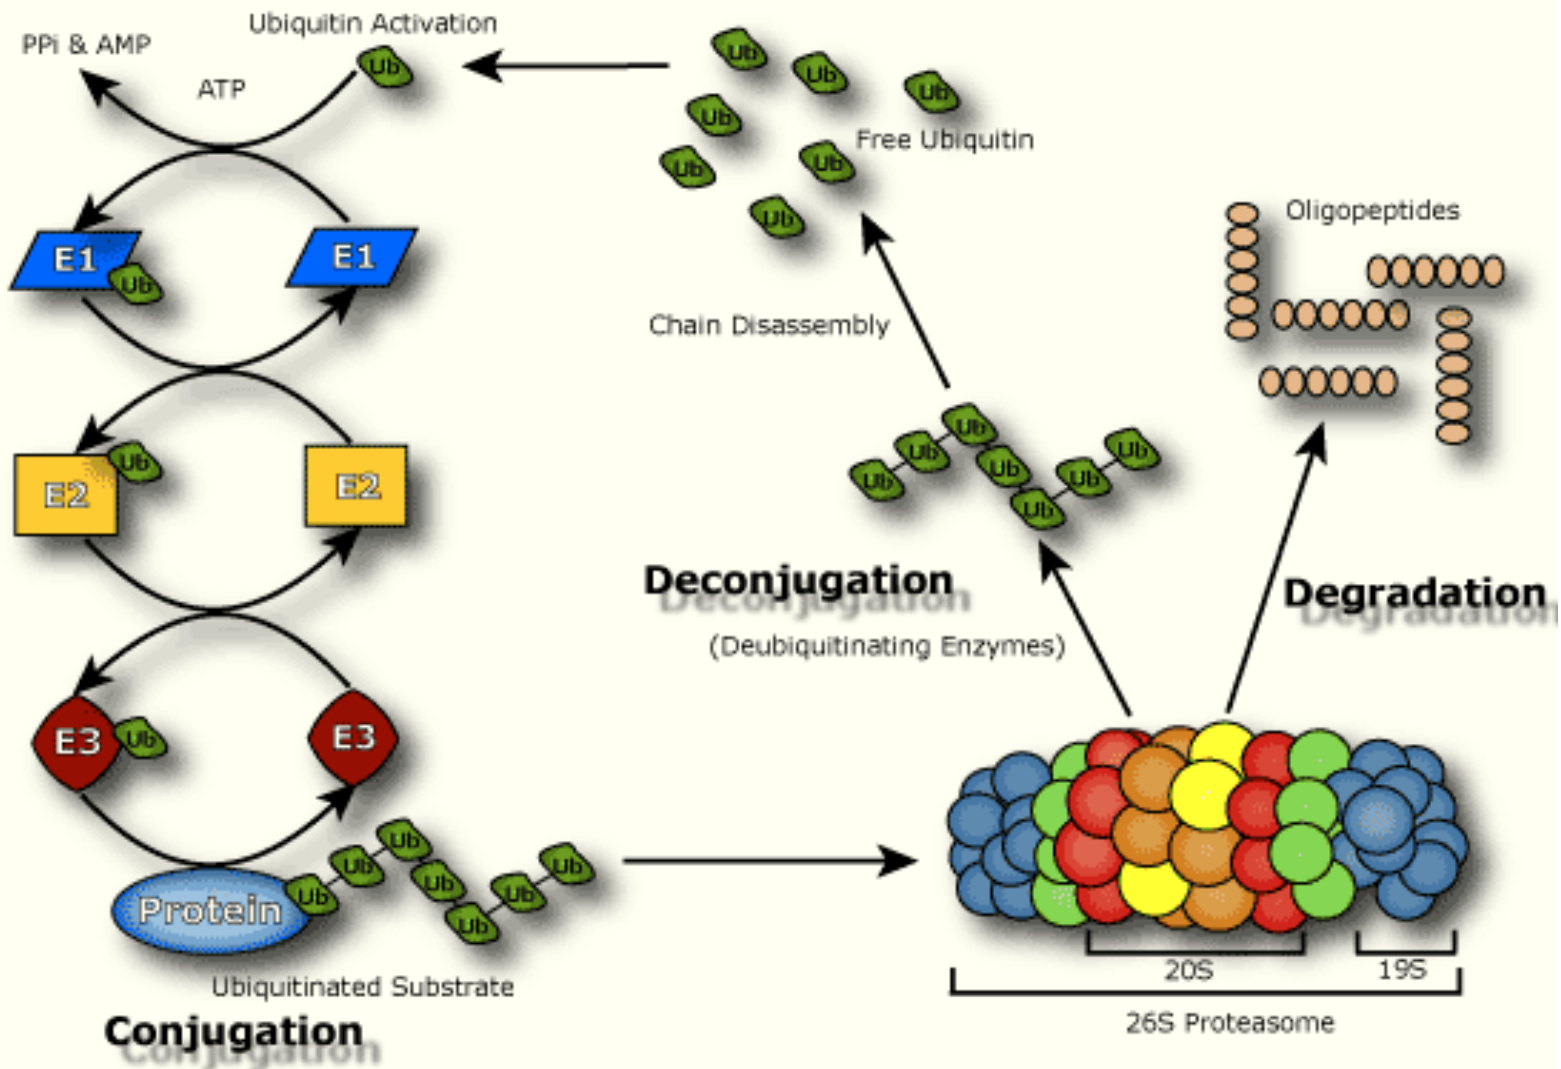 Ubiquitin Activation
PPi & AMP
ATP
Ub
Ub
Ub
Ub
Ub
Ub
Ub
Ub
Free Ubiquitin
E1
Ub
E1
Oligopeptides
Chain Disassembly
E2
Ub
E2
Ub
Ub
Ub
Ub
Ub
Ub
Ub
Deconjugation
(Deubiquitinating Enzymes)
Degradation
E3
Ub
E3
Protein
Ub
Ub
Ub
Ub
Ub
Ub
Ub
Ubiquitinated Substrate
Conjugation
20S
19S
26S Proteasome